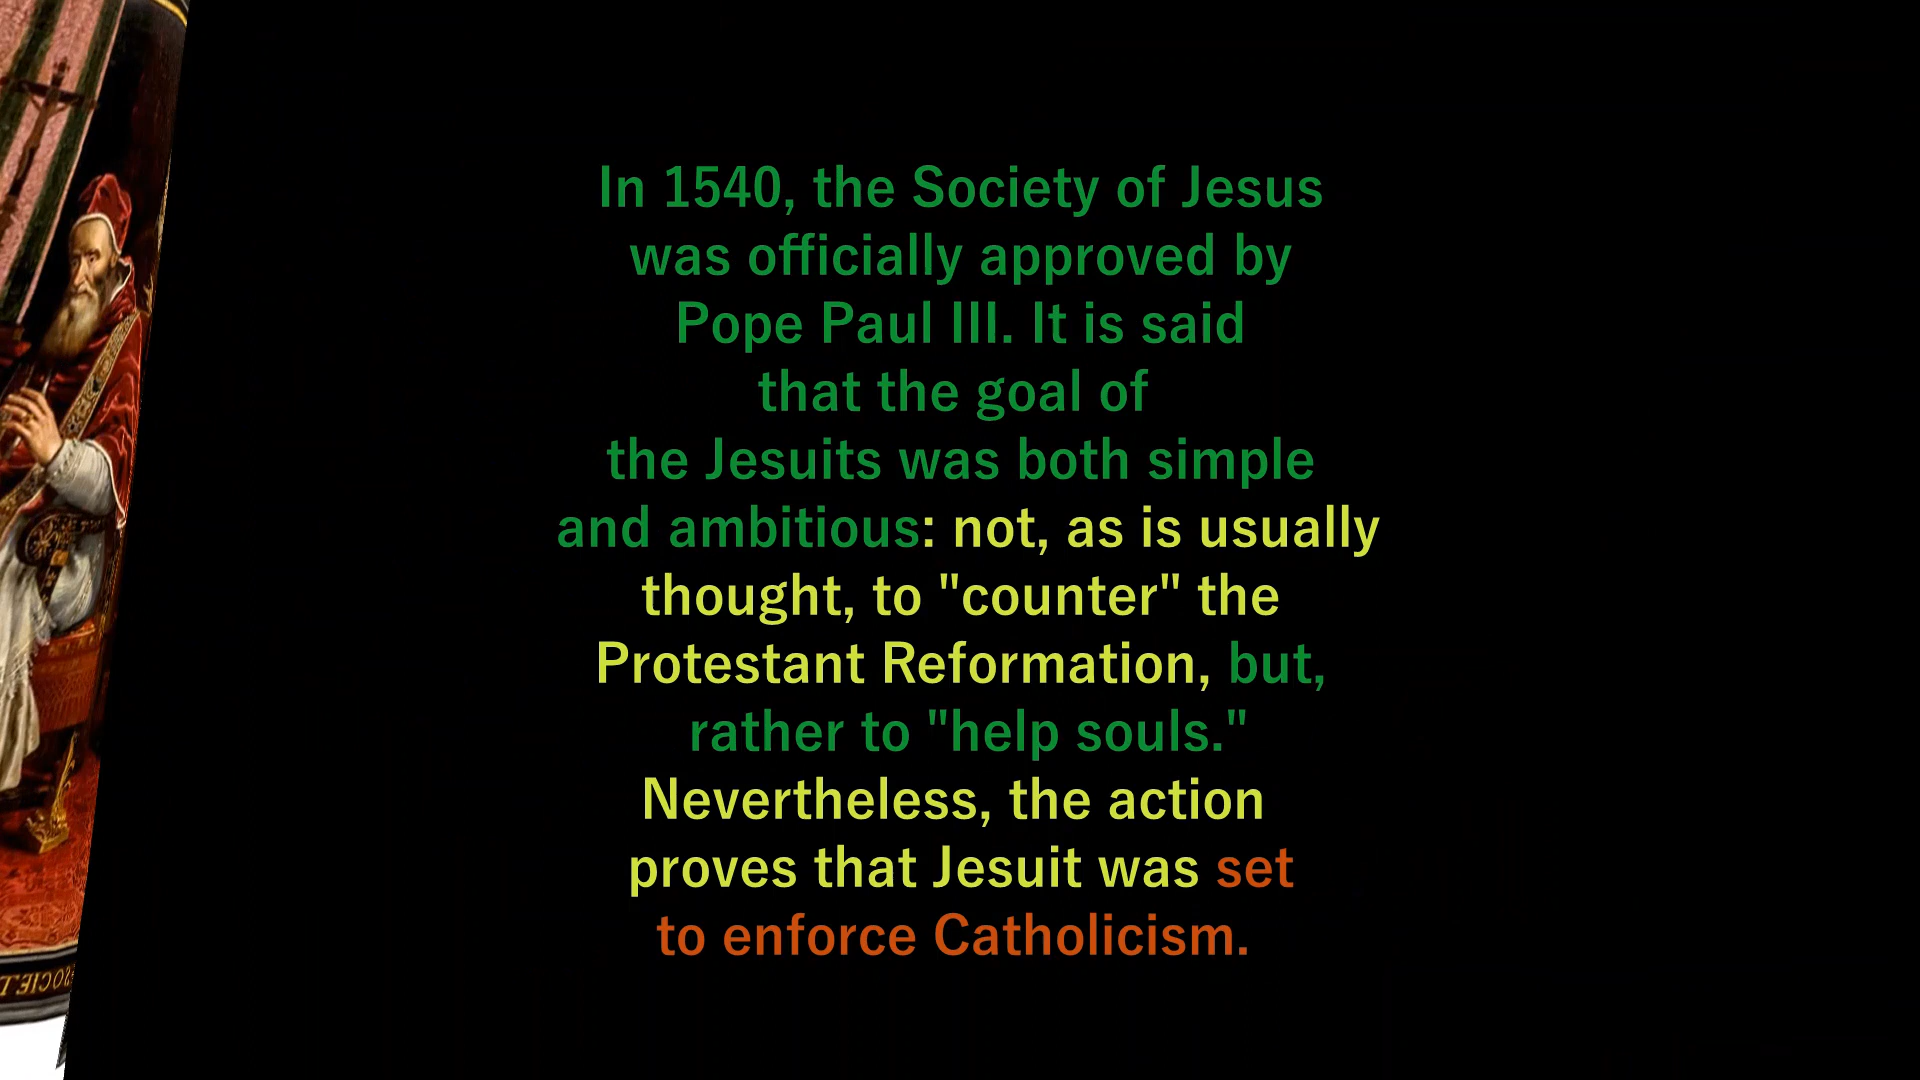 In 1540, the Society of Jesus
was officially approved by
Pope Paul III. It is said
that the goal of
the Jesuits was both simple
and ambitious: not, as is usually
thought, to "counter" the
Protestant Reformation, but,
rather to "help souls."
Nevertheless, the action
proves that Jesuit was set
to enforce Catholicism.
SOCIET